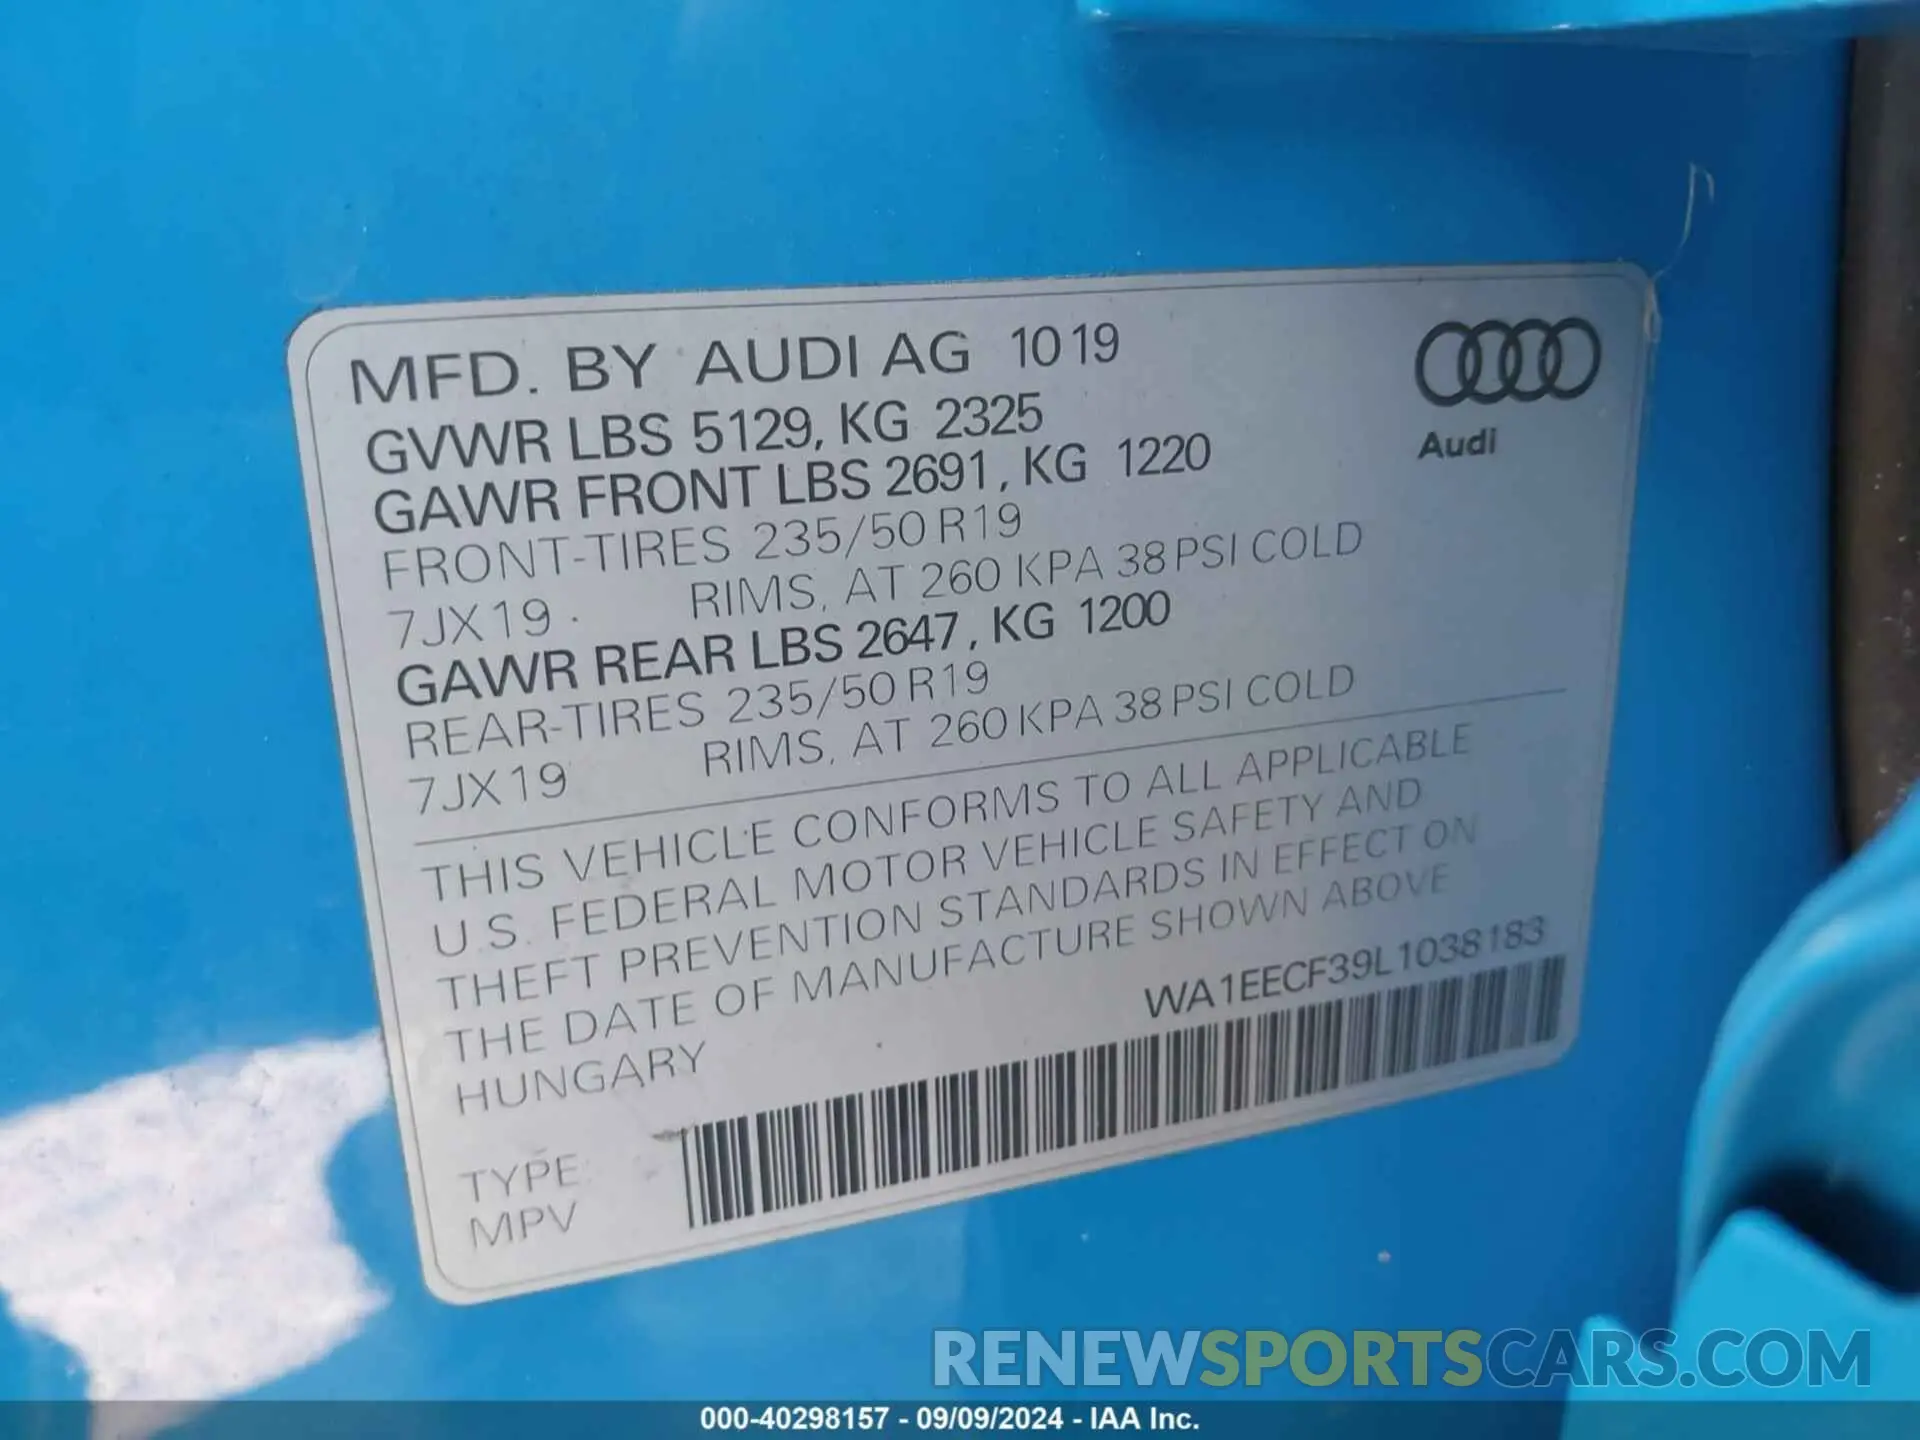 MFD. BY AUDI AG 1019
GVWR LBS 5129, KG 2325
GAWR FRONT LBS 2691, KG 1220
FRONT-TIRES 235/50 R19
7JX19 . RIMS, AT 260 KPA 38 PSI COLD
GAWR REAR LBS 2647, KG 1200
REAR-TIRES 235/50 R19
7JX19 RIMS, AT 260 KPA 38 PSI COLD
Audi
THIS VEHICLE CONFORMS TO ALL APPLICABLE
U.S. FEDERAL MOTOR VEHICLE SAFETY AND
THEFT PREVENTION STANDARDS IN EFFECT ON
THE DATE OF MANUFACTURE SHOWN ABOVE
HUNGARY
WA1EECF39L1038183
TYPE:
MPV
RENEWSPORTSCARS.COM
000-40298157 - 09/09/2024 - IAA Inc.